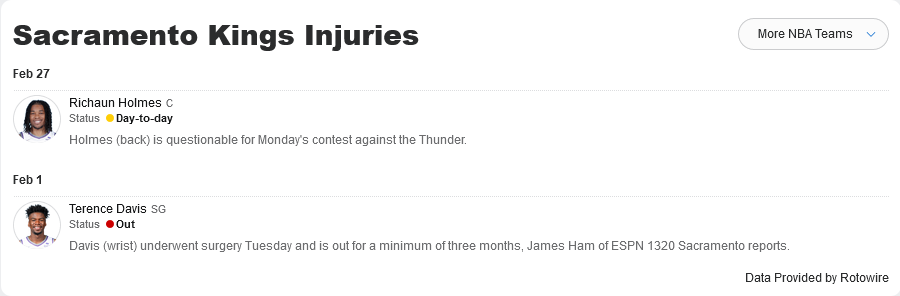 Sacramento Kings Injuries
More NBA Teams
Feb 27
Richaun Holmes C
Status Day-to-day
Holmes (back) is questionable for Monday's contest against the Thunder.
Feb 1
Terence Davis SG
Status Out
Davis (wrist) underwent surgery Tuesday and is out for a minimum of three months, James Ham of ESPN 1320 Sacramento reports.
Data Provided by Rotowire